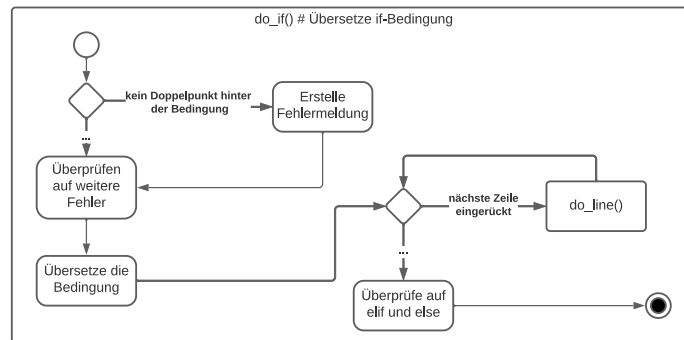 do_if() # Übersetze if-Bedingung
kein Doppelpunkt hinter
der Bedingung
Erstelle
Fehlermeldung
...
Überprüfen
auf weitere
Fehler
nächste Zeile
eingerückt
do_line()
...
Übersetze die
Bedingung
Überprüfe auf
elif und else